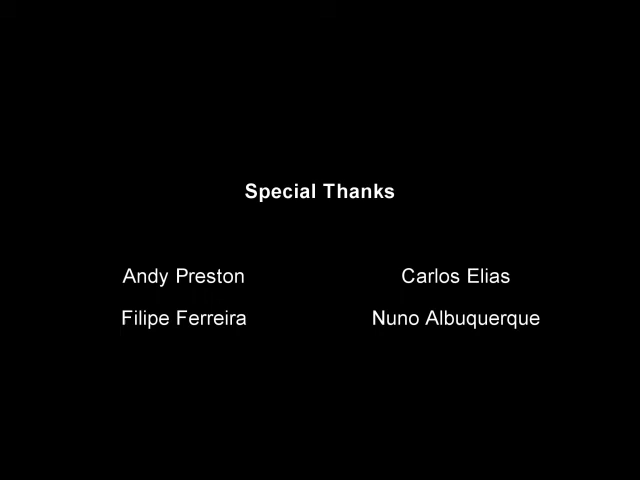 Special Thanks
Andy Preston Carlos Elias
Filipe Ferreira Nuno Albuquerque